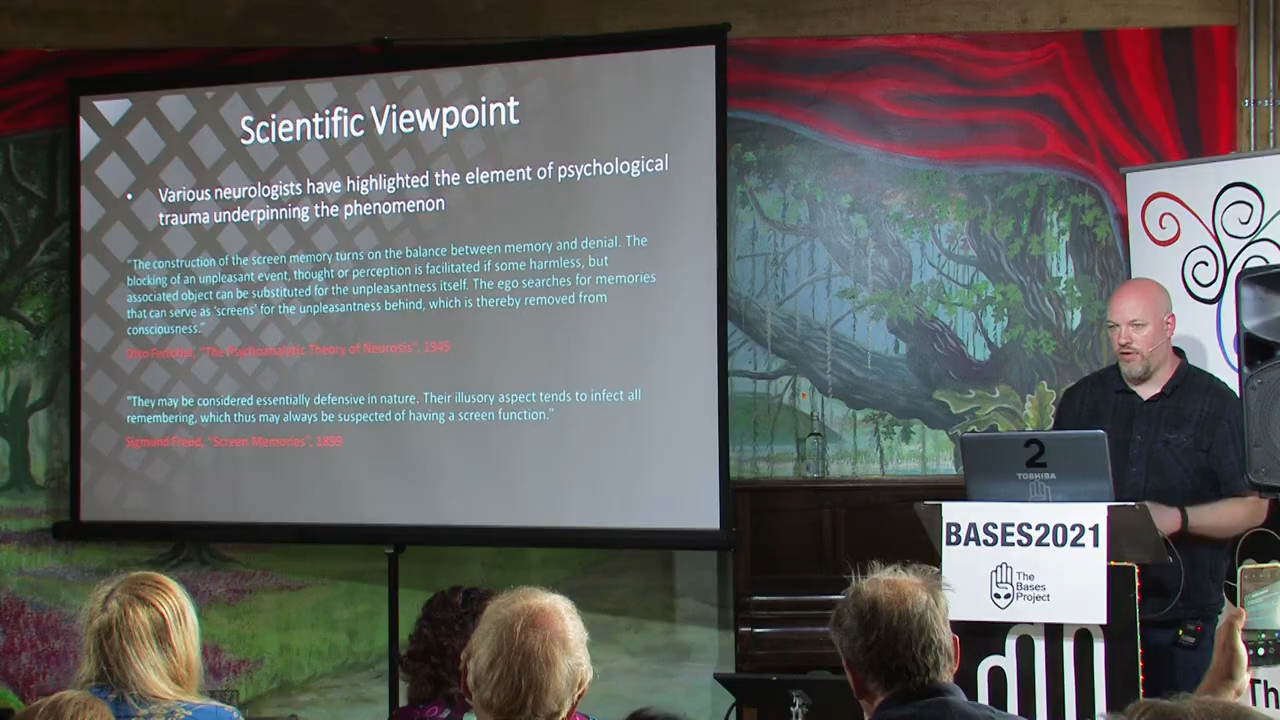 Scientific Viewpoint
• Various neurologists have highlighted the element of psychological
trauma underpinning the phenomenon
"The construction of the screen memory turns on the balance between memory and denial. The
blocking of an unpleasant event, thought or perception is facilitated if some harmless, but
associated object can be substituted for the unpleasantness itself. The ego searches for memories
that can serve as 'screens' for the unpleasantness behind, which is thereby removed from
consciousness."
Otto Fenichel, "The Psychoanalytic Theory of Neurosis", 1945
"They may be considered essentially defensive in nature. Their illusory aspect tends to infect all
remembering, which thus may always be suspected of having a screen function."
Sigmund Freud, "Screen Memories", 1899
2
TOSHIBA
BASES2021
The
Bases
Project
Th